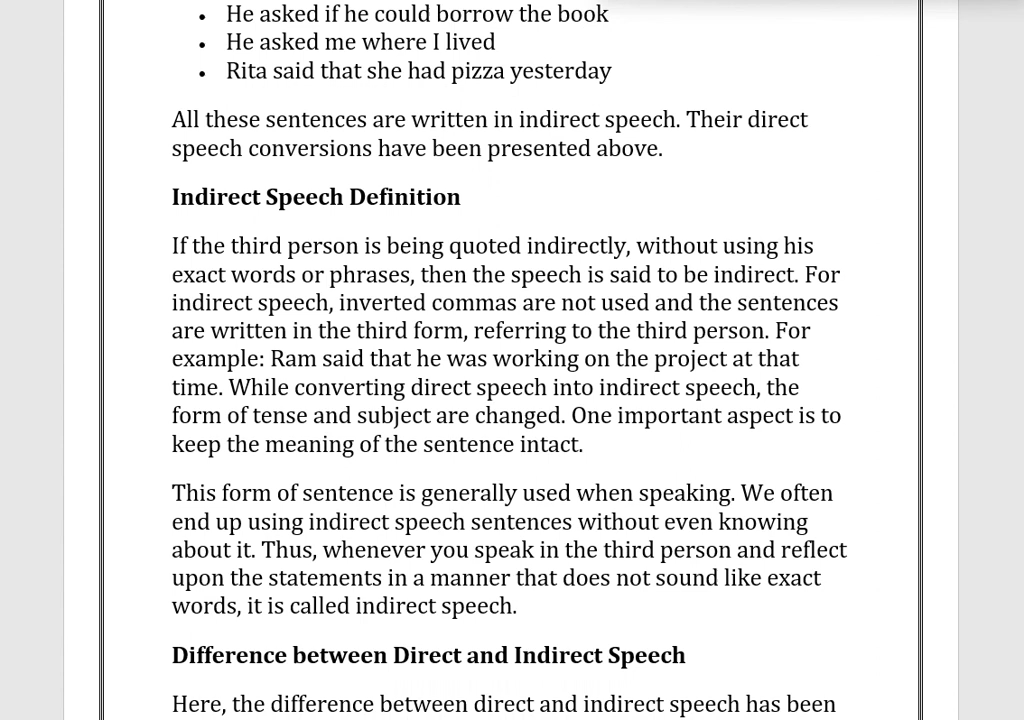 • He asked if he could borrow the book
• He asked me where I lived
• Rita said that she had pizza yesterday
All these sentences are written in indirect speech. Their direct
speech conversions have been presented above.
Indirect Speech Definition
If the third person is being quoted indirectly, without using his
exact words or phrases, then the speech is said to be indirect. For
indirect speech, inverted commas are not used and the sentences
are written in the third form, referring to the third person. For
example: Ram said that he was working on the project at that
time. While converting direct speech into indirect speech, the
form of tense and subject are changed. One important aspect is to
keep the meaning of the sentence intact.
This form of sentence is generally used when speaking. We often
end up using indirect speech sentences without even knowing
about it. Thus, whenever you speak in the third person and reflect
upon the statements in a manner that does not sound like exact
words, it is called indirect speech.
Difference between Direct and Indirect Speech
Here, the difference between direct and indirect speech has been